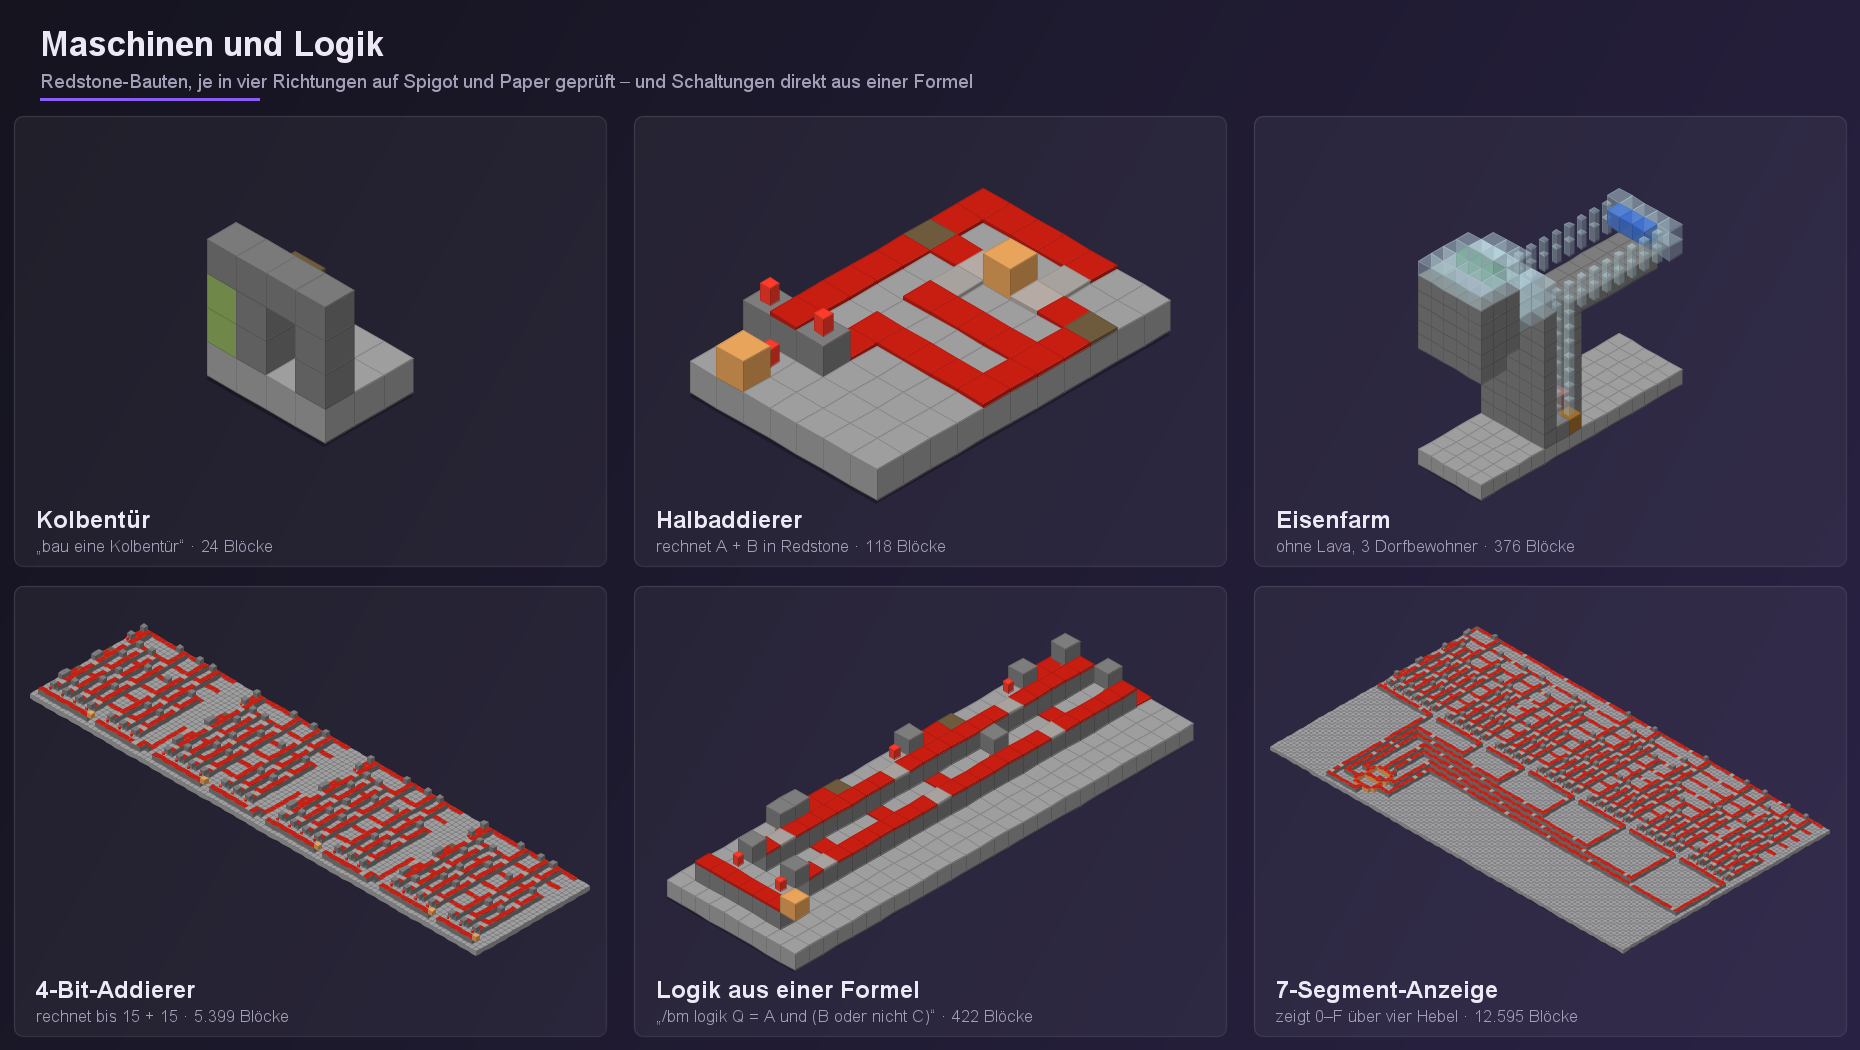 Maschinen und Logik
Redstone-Bauten, je in vier Richtungen auf Spigot und Paper geprüft – und Schaltungen direkt aus einer Formel
Kolbentür
„bau eine Kolbentür“ · 24 Blöcke
Halbaddierer
rechnet A + B in Redstone · 118 Blöcke
Eisenfarm
ohne Lava, 3 Dorfbewohner · 376 Blöcke
4-Bit-Addierer
rechnet bis 15 + 15 · 5.399 Blöcke
Logik aus einer Formel
„/bm logik Q = A und (B oder nicht C)“ · 422 Blöcke
7-Segment-Anzeige
zeigt 0–F über vier Hebel · 12.595 Blöcke